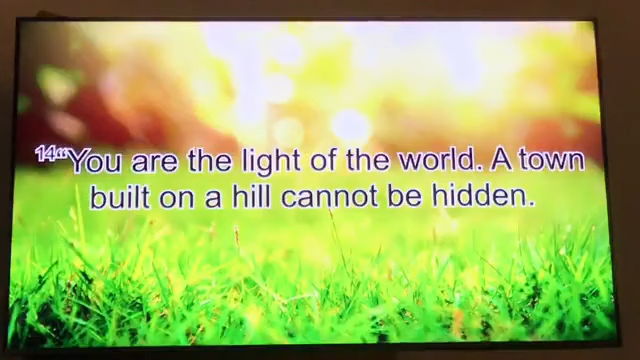 14“You are the light of the world. A town
built on a hill cannot be hidden.